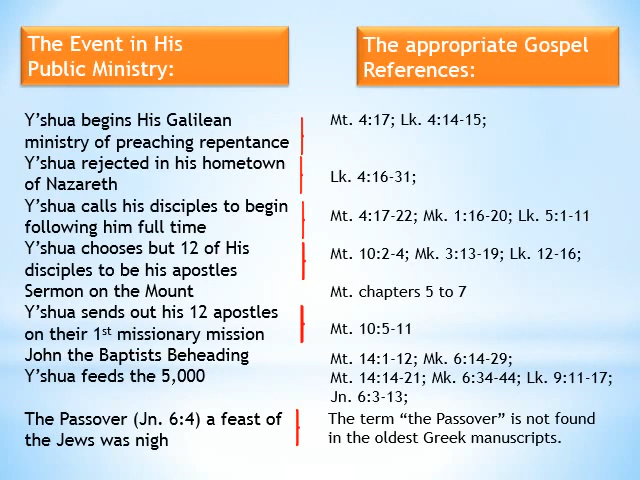 The Event in His
Public Ministry:
The appropriate Gospel
References:
Y'shua begins His Galilean
ministry of preaching repentance
Mt. 4:17; Lk. 4:14-15;
Y'shua rejected in his hometown
of Nazareth
Lk. 4:16-31;
Y'shua calls his disciples to begin
following him full time
Mt. 4:17-22; Mk. 1:16-20; Lk. 5:1-11
Y'shua chooses but 12 of His
disciples to be his apostles
Mt. 10:2-4; Mk. 3:13-19; Lk. 12-16;
Sermon on the Mount
Mt. chapters 5 to 7
Y'shua sends out his 12 apostles
on their 1st missionary mission
Mt. 10:5-11
John the Baptists Beheading
Mt. 14:1-12; Mk. 6:14-29;
Y'shua feeds the 5,000
Mt. 14:14-21; Mk. 6:34-44; Lk. 9:11-17;
Jn. 6:3-13;
The Passover (Jn. 6:4) a feast of
the Jews was nigh
The term “the Passover” is not found
in the oldest Greek manuscripts.